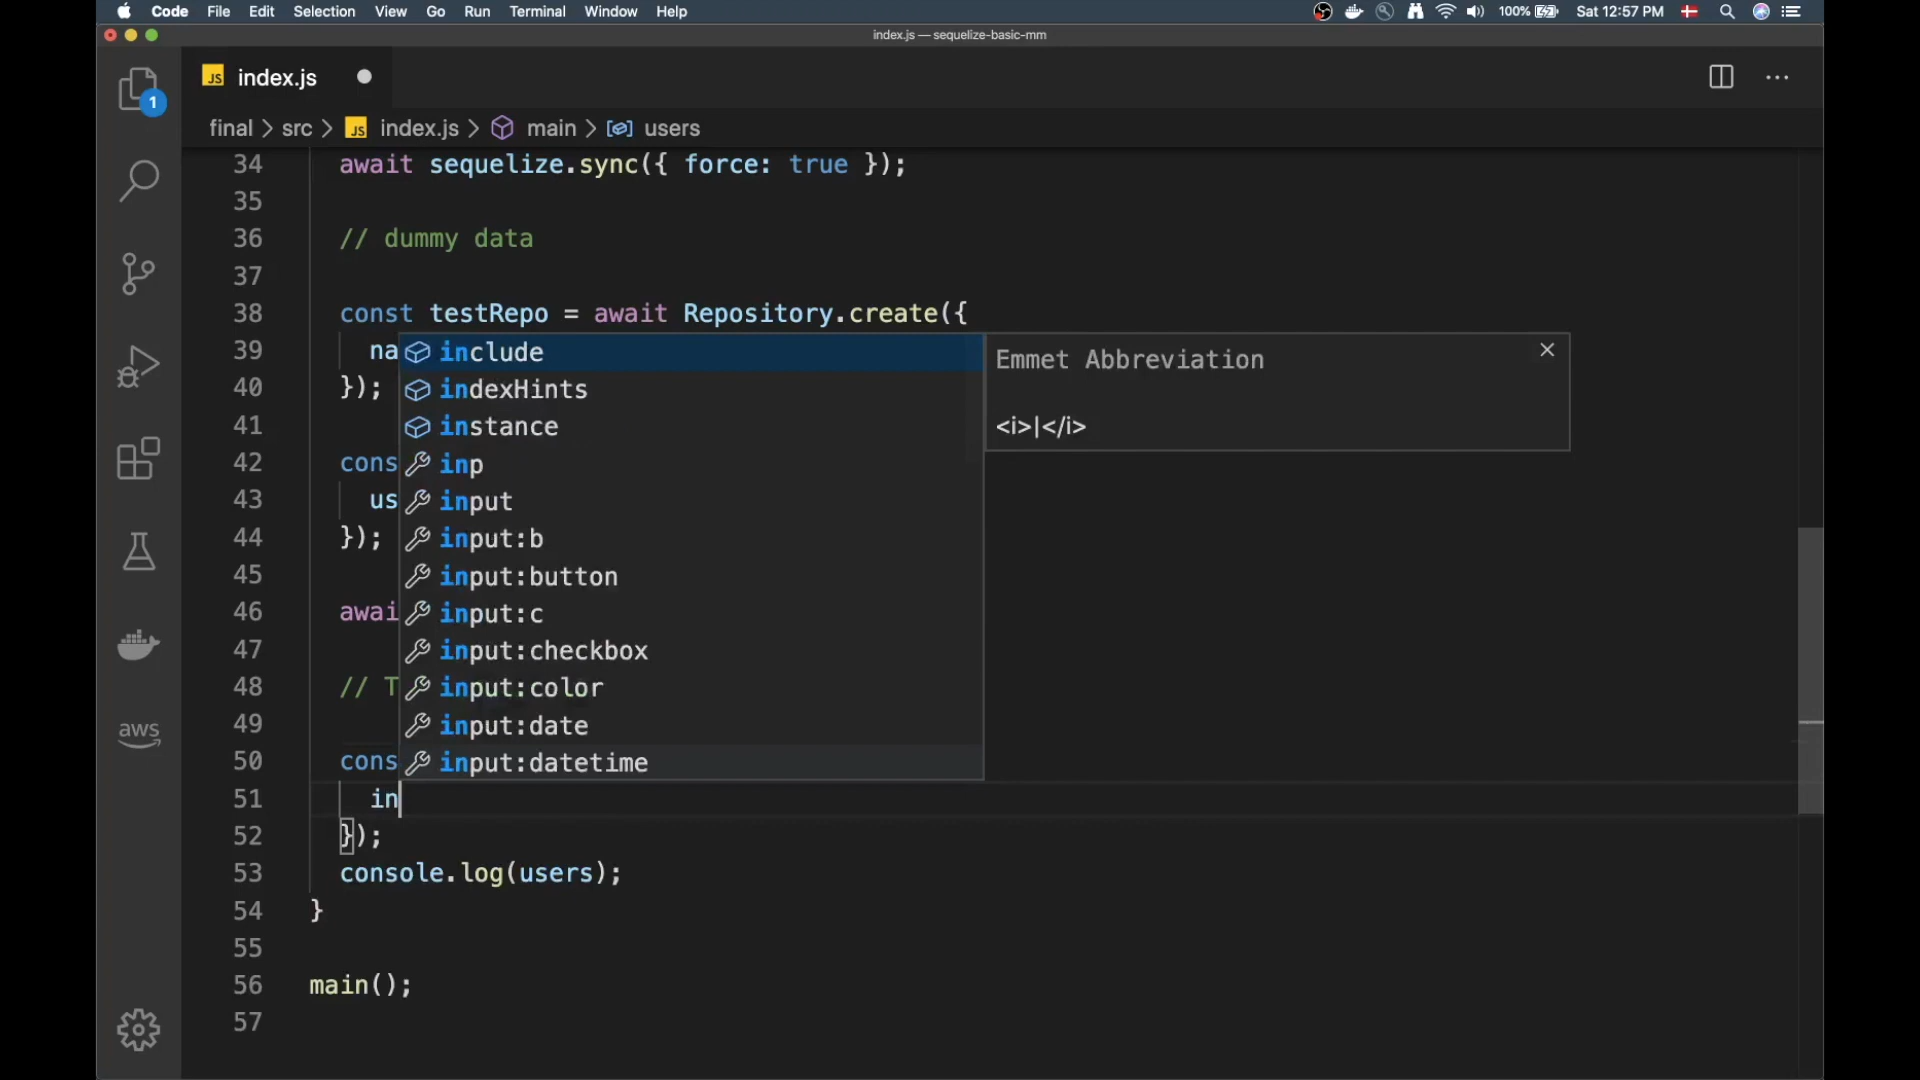 Code File Edit Selection View Go Run Terminal Window Help 100% Sat 12:57 PM
index.js — sequelize-basic-mm
JS index.js
1
final > src > JS index.js > main > users
34 await sequelize.sync({ force: true });
35
36 // dummy data
37
38 const testRepo = await Repository.create({
39 na
include
40 });
indexHints
41
instance
42 cons
inp
43 us
input
44 });
input:b
45
input:button
46 awai
input:c
47
input:checkbox
48 // T
input:color
49
input:date
50 cons
input:datetime
Emmet Abbreviation
<i>|</i>
51 in
52 });
53 console.log(users);
54 }
55
56 main();
57
aws